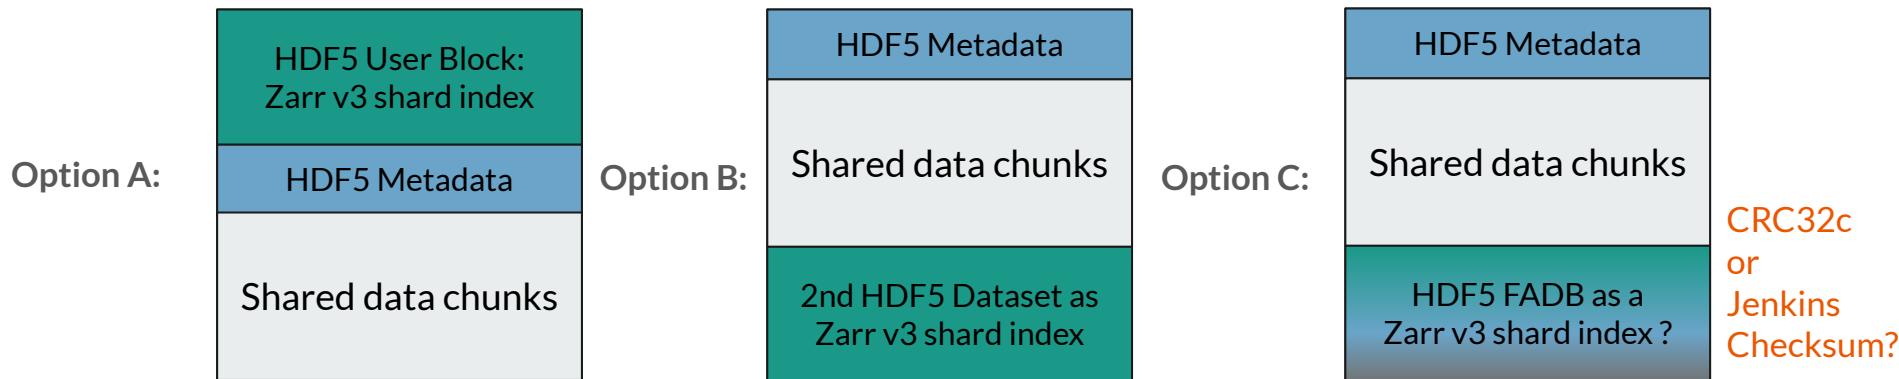 Option A:
HDF5 User Block:
Zarr v3 shard index
HDF5 Metadata
Shared data chunks
Option B:
HDF5 Metadata
Shared data chunks
2nd HDF5 Dataset as
Zarr v3 shard index
Option C:
HDF5 Metadata
Shared data chunks
HDF5 FADB as a
Zarr v3 shard index ?
CRC32c
or
Jenkins
Checksum?